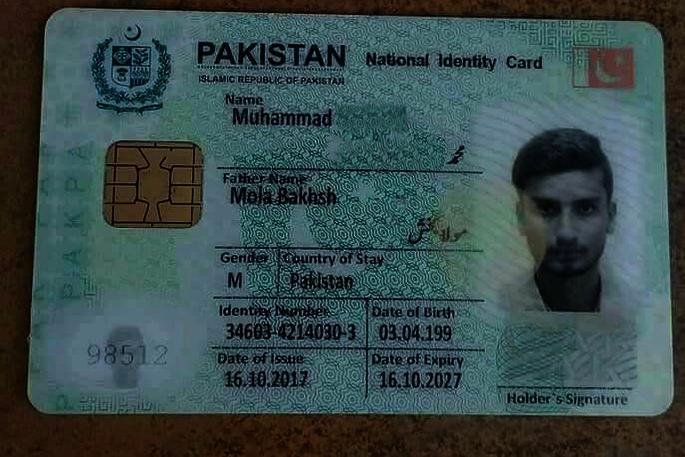 PAKISTAN National Identity Card
ISLAMIC REPUBLIC OF PAKISTAN
Name
Muhammad
محمد
Father Name
Mola Bakhsh
مولا بخش
Gender Country of Stay
M Pakistan
Identity Number Date of Birth
34603-4214030-3 03.04.199
98512
Date of Issue Date of Expiry
16.10.2017 16.10.2027
Holder's Signature